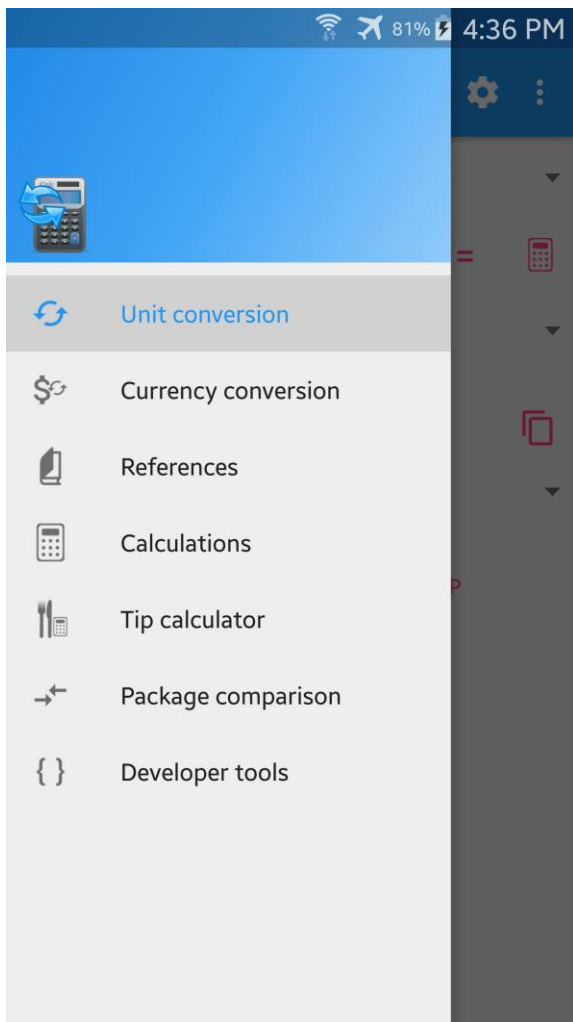 81% 4:36 PM
=
Unit conversion
Currency conversion
References
Calculations
Tip calculator
Package comparison
Developer tools
{ }